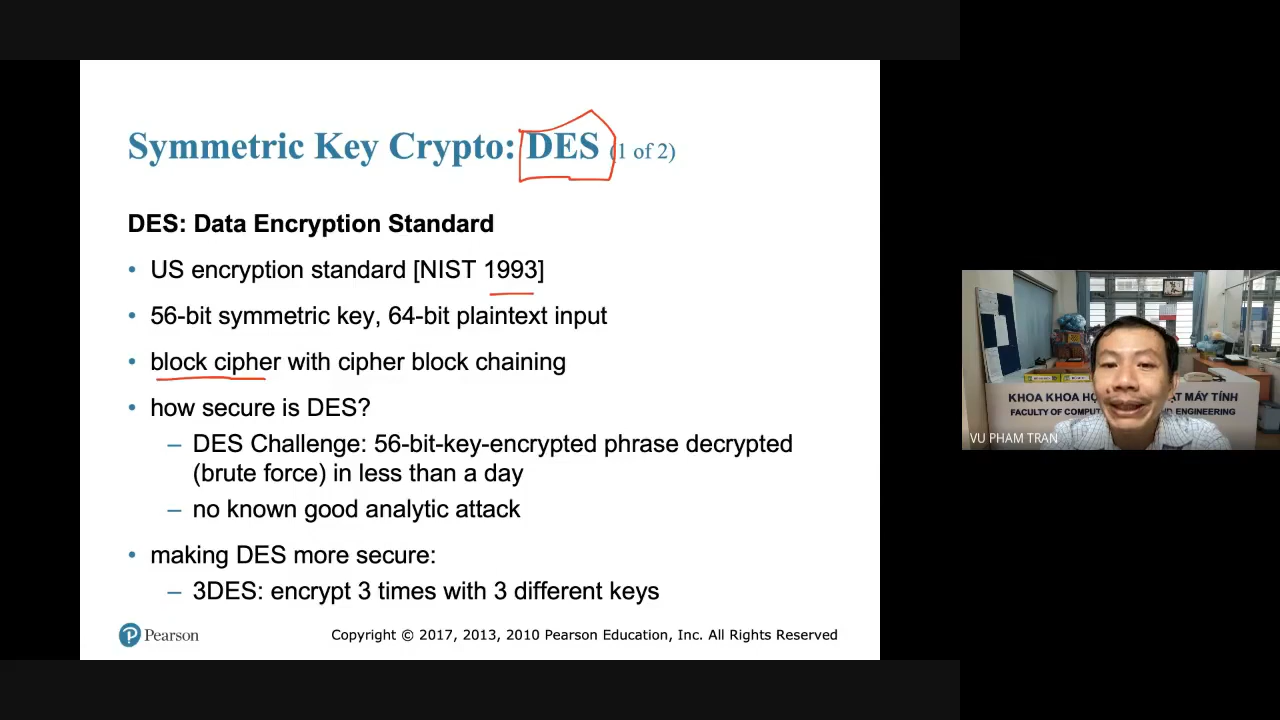 Symmetric Key Crypto: DES (1 of 2)
DES: Data Encryption Standard
• US encryption standard [NIST 1993]
• 56-bit symmetric key, 64-bit plaintext input
• block cipher with cipher block chaining
• how secure is DES?
– DES Challenge: 56-bit-key-encrypted phrase decrypted
(brute force) in less than a day
– no known good analytic attack
• making DES more secure:
– 3DES: encrypt 3 times with 3 different keys
Pearson
Copyright © 2017, 2013, 2010 Pearson Education, Inc. All Rights Reserved
KHOA KHOA HỌ ẬT MÁY TÍNH
FACULTY OF COMPUT ENGINEERING
VU PHAM TRAN